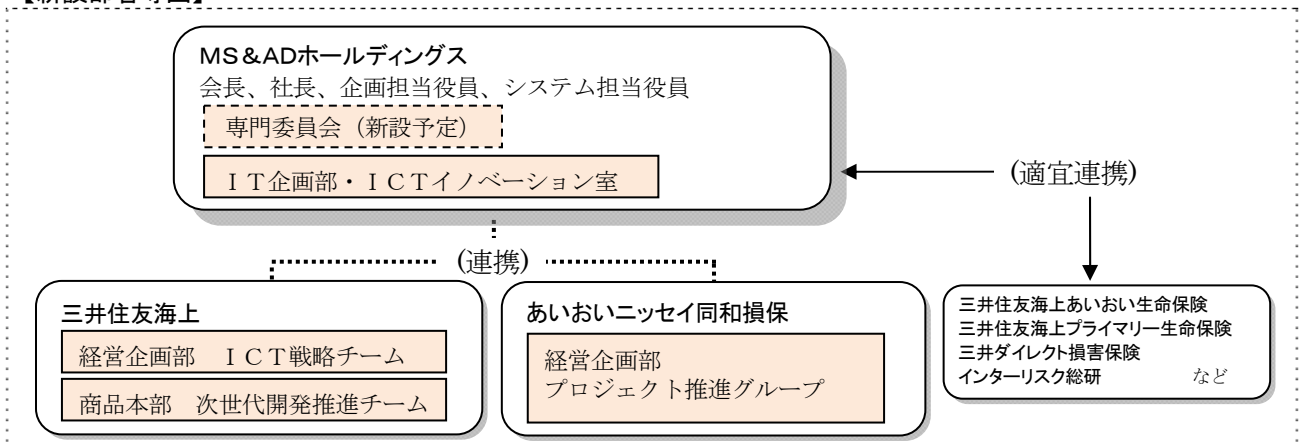 【新設部署等図】
MS&ADホールディングス
会長、社長、企画担当役員、システム担当役員
専門委員会（新設予定）
ＩＴ企画部・ＩＣＴイノベーション室
(適宜連携)
(連携)
三井住友海上
経営企画部　ＩＣＴ戦略チーム
商品本部　次世代開発推進チーム
あいおいニッセイ同和損保
経営企画部
プロジェクト推進グループ
三井住友海上あいおい生命保険
三井住友海上プライマリー生命保険
三井ダイレクト損害保険
インターリスク総研　など